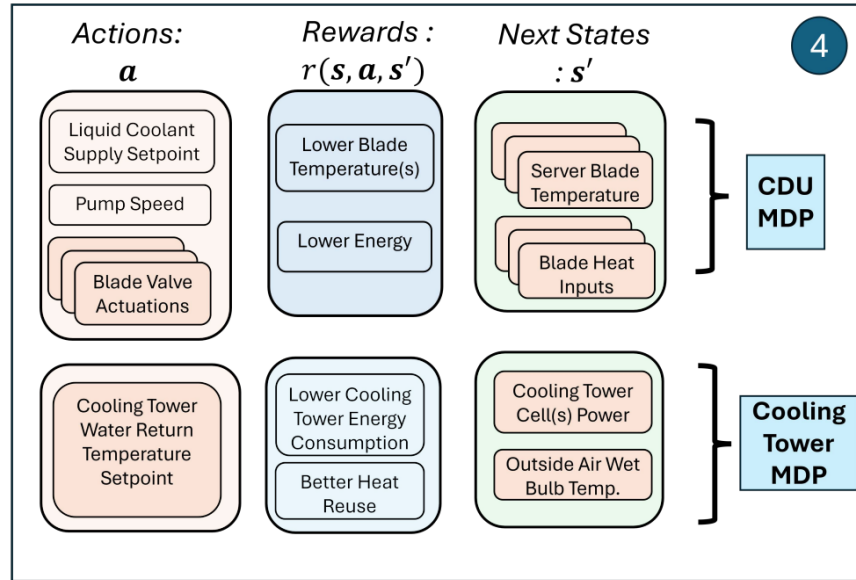 Actions:
a
Rewards :
r(s, a, s′)
Next States
: s′
4
Liquid Coolant
Supply Setpoint
Pump Speed
Blade Valve
Actuations
Lower Blade
Temperature(s)
Lower Energy
Server Blade
Temperature
Blade Heat
Inputs
CDU
MDP
Cooling Tower
Water Return
Temperature
Setpoint
Lower Cooling
Tower Energy
Consumption
Better Heat
Reuse
Cooling Tower
Cell(s) Power
Outside Air Wet
Bulb Temp.
Cooling
Tower
MDP